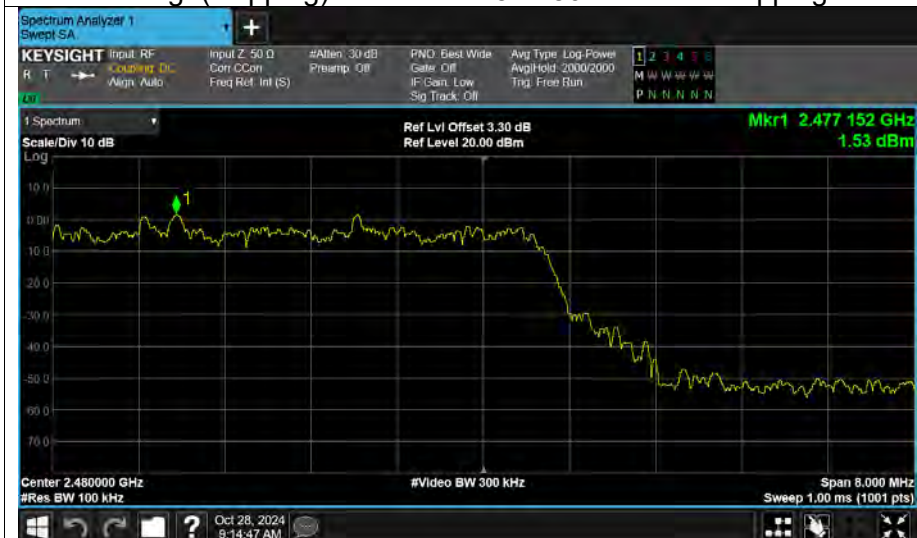 Spectrum Analyzer 1
Swept SA
+
KEYSIGHT Input: RF
R T Coupling: DC
Align: Auto
Input Z: 50 Ω
Corr CCorr
Freq Ref: Int (S)
#Atten: 30 dB
Preamp: Off
PNO: Best Wide
Gate: Off
IF Gain: Low
Sig Track: Off
Avg Type: Log-Power
Avg|Hold: 2000/2000
Trig: Free Run
1 2 3 4 5 6
M W W W W W
P N N N N N
1 Spectrum
Scale/Div 10 dB
Log
Ref Lvl Offset 3.30 dB
Ref Level 20.00 dBm
Mkr1 2.477 152 GHz
1.53 dBm
10.0
1
0.00
-10.0
-20.0
-30.0
-40.0
-50.0
-60.0
-70.0
Center 2.480000 GHz
#Res BW 100 kHz
#Video BW 300 kHz
Span 8.000 MHz
Sweep 1.00 ms (1001 pts)
?
Oct 28, 2024
9:14:47 AM